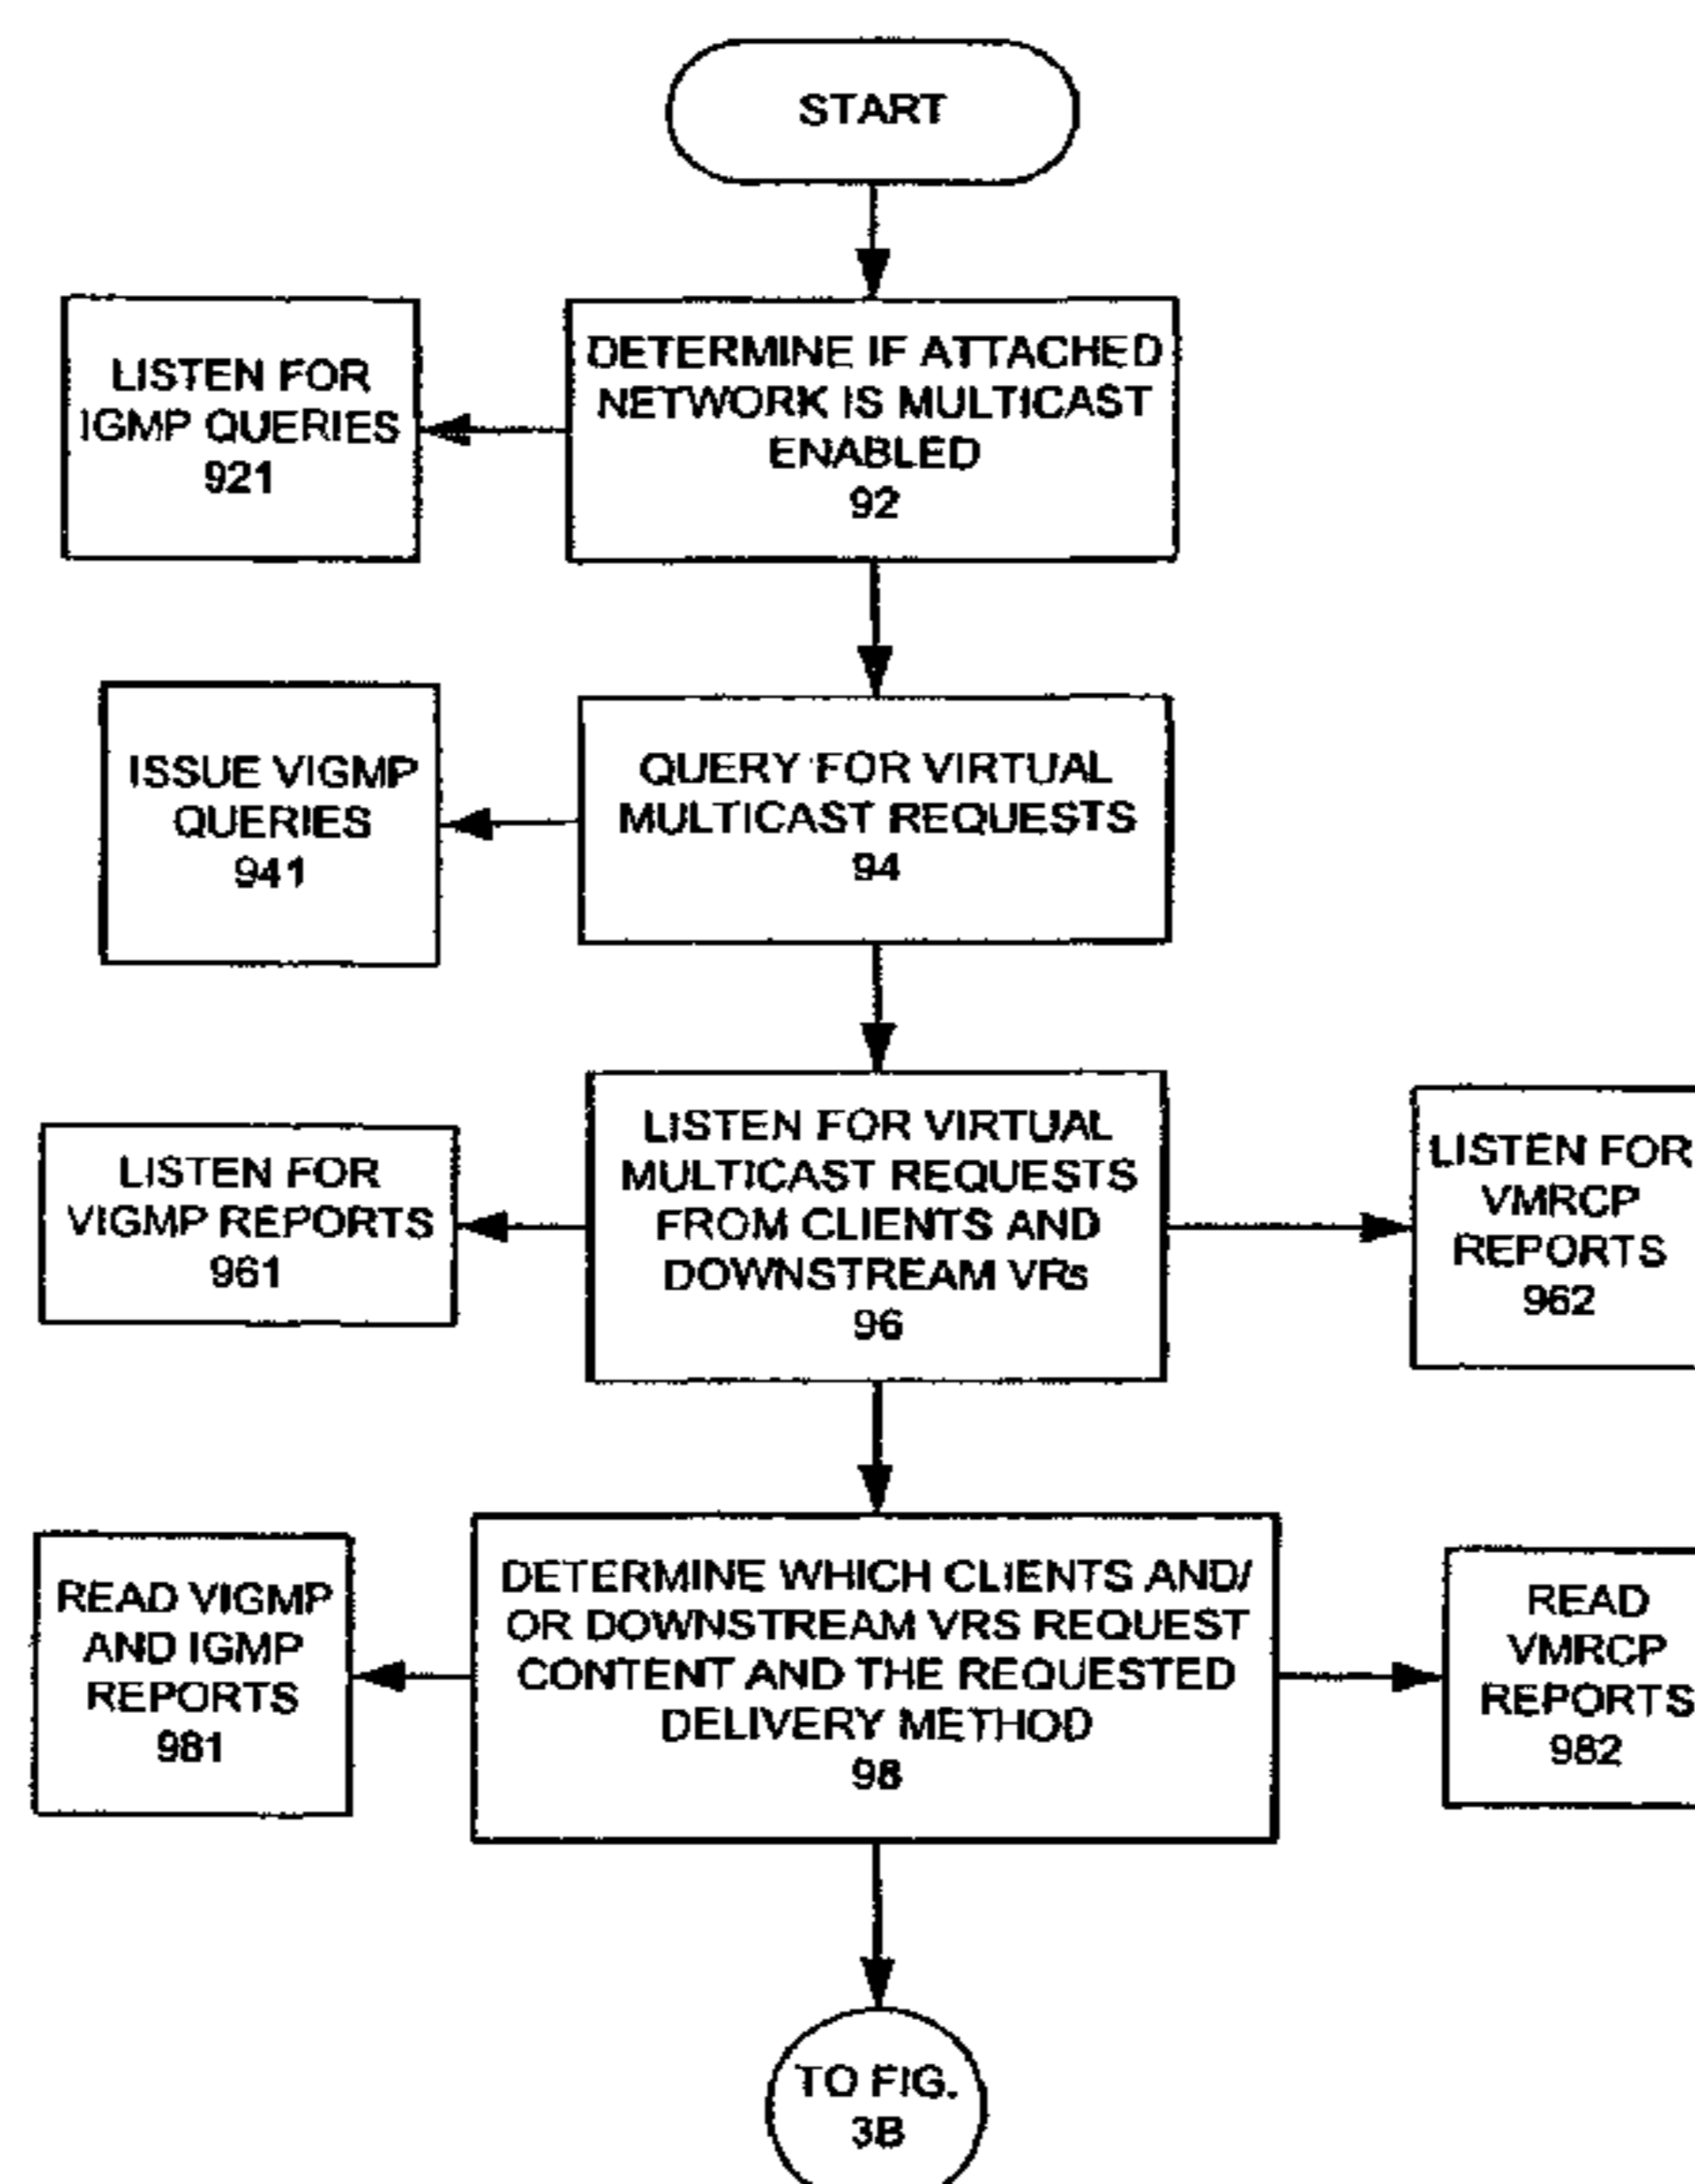 START
LISTEN FOR
IGMP QUERIES
921
DETERMINE IF ATTACHED
NETWORK IS MULTICAST
ENABLED
92
ISSUE VIGMP
QUERIES
941
QUERY FOR VIRTUAL
MULTICAST REQUESTS
94
LISTEN FOR
VIGMP REPORTS
961
LISTEN FOR VIRTUAL
MULTICAST REQUESTS
FROM CLIENTS AND
DOWNSTREAM VRs
96
LISTEN FOR
VMRCP
REPORTS
962
READ VIGMP
AND IGMP
REPORTS
981
DETERMINE WHICH CLIENTS AND/
OR DOWNSTREAM VRS REQUEST
CONTENT AND THE REQUESTED
DELIVERY METHOD
98
READ
VMRCP
REPORTS
982
TO FIG.
3B